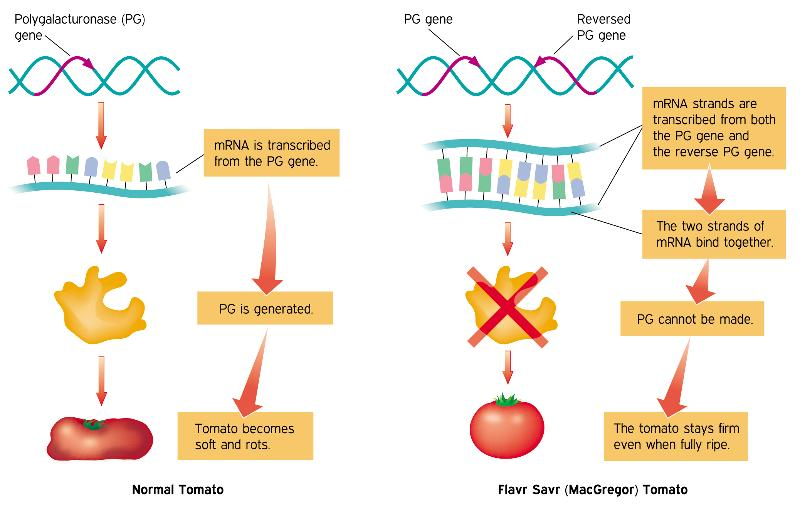 Polygalacturonase (PG)
gene
mRNA is transcribed
from the PG gene.
PG is generated.
Tomato becomes
soft and rots.
Normal Tomato
PG gene
Reversed
PG gene
mRNA strands are
transcribed from both
the PG gene and
the reverse PG gene.
The two strands of
mRNA bind together.
PG cannot be made.
The tomato stays firm
even when fully ripe.
Flavr Savr (MacGregor) Tomato